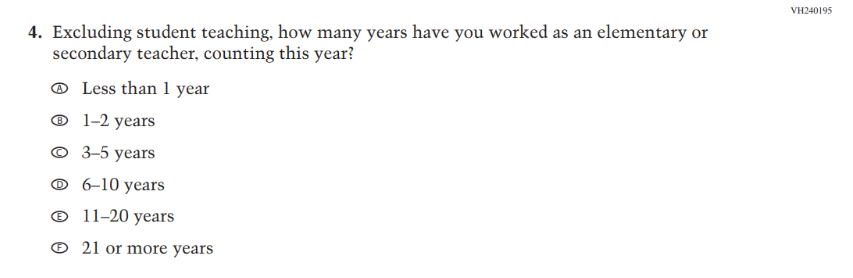 VH240195
4. Excluding student teaching, how many years have you worked as an elementary or
secondary teacher, counting this year?
A Less than 1 year
B 1–2 years
C 3–5 years
D 6–10 years
E 11–20 years
F 21 or more years